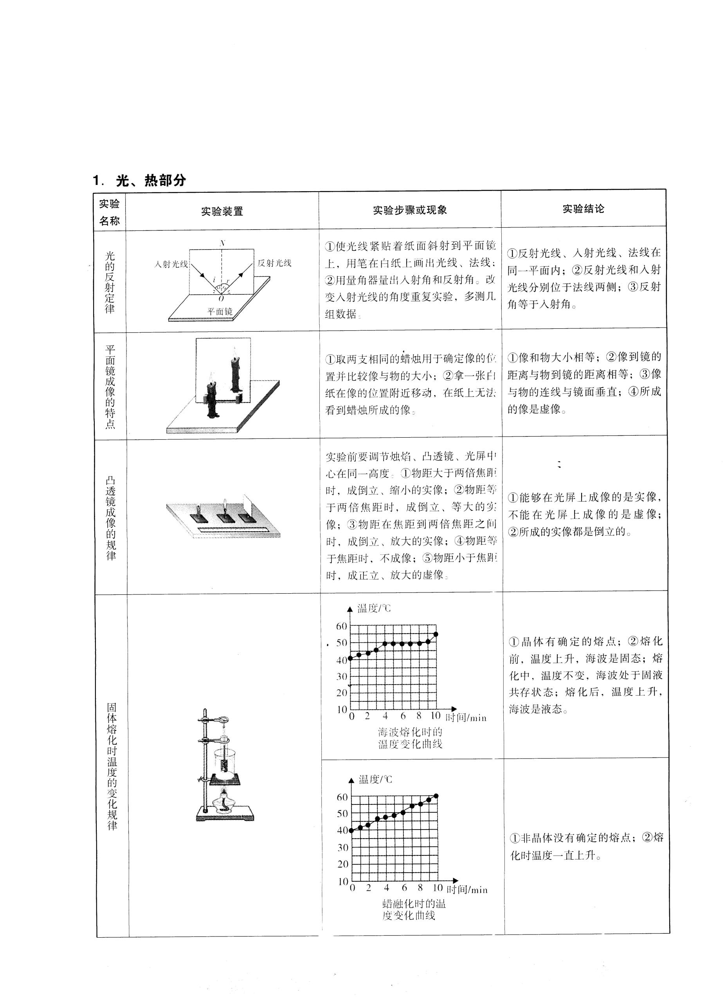 1. 光、热部分
实验
名称
实验装置
实验步骤或现象
实验结论
光的反射定律
N
入射光线
反射光线
i
r
O
平面镜
①使光线紧贴着纸面斜射到平面镜
上，用笔在白纸上画出光线、法线；
②用量角器量出入射角和反射角。改
变入射光线的角度重复实验，多测几
组数据。
①反射光线、入射光线、法线在
同一平面内；②反射光线和入射
光线分别位于法线两侧；③反射
角等于入射角。
平面镜成像的特点
①取两支相同的蜡烛用于确定像的位
置并比较像与物的大小；②拿一张白
纸在像的位置附近移动，在纸上无法
看到蜡烛所成的像。
①像和物大小相等；②像到镜的
距离与物到镜的距离相等；③像
与物的连线与镜面垂直；④所成
的像是虚像。
凸透镜成像的规律
实验前要调节烛焰、凸透镜、光屏中
心在同一高度。①物距大于两倍焦距
时，成倒立、缩小的实像；②物距等
于两倍焦距时，成倒立、等大的实
像；③物距在焦距到两倍焦距之间
时，成倒立、放大的实像；④物距等
于焦距时，不成像；⑤物距小于焦距
时，成正立、放大的虚像。
①能够在光屏上成像的是实像，
不能在光屏上成像的是虚像；
②所成的实像都是倒立的。
固体熔化时温度的变化规律
温度/℃
60
50
40
30
20
10
0 2 4 6 8 10 时间/min
海波熔化时的
温度变化曲线
①晶体有确定的熔点；②熔化
前，温度上升，海波是固态；熔
化中，温度不变，海波处于固液
共存状态；熔化后，温度上升，
海波是液态。
温度/℃
60
50
40
30
20
10
0 2 4 6 8 10 时间/min
蜡融化时的温
度变化曲线
①非晶体没有确定的熔点；②熔
化时温度一直上升。